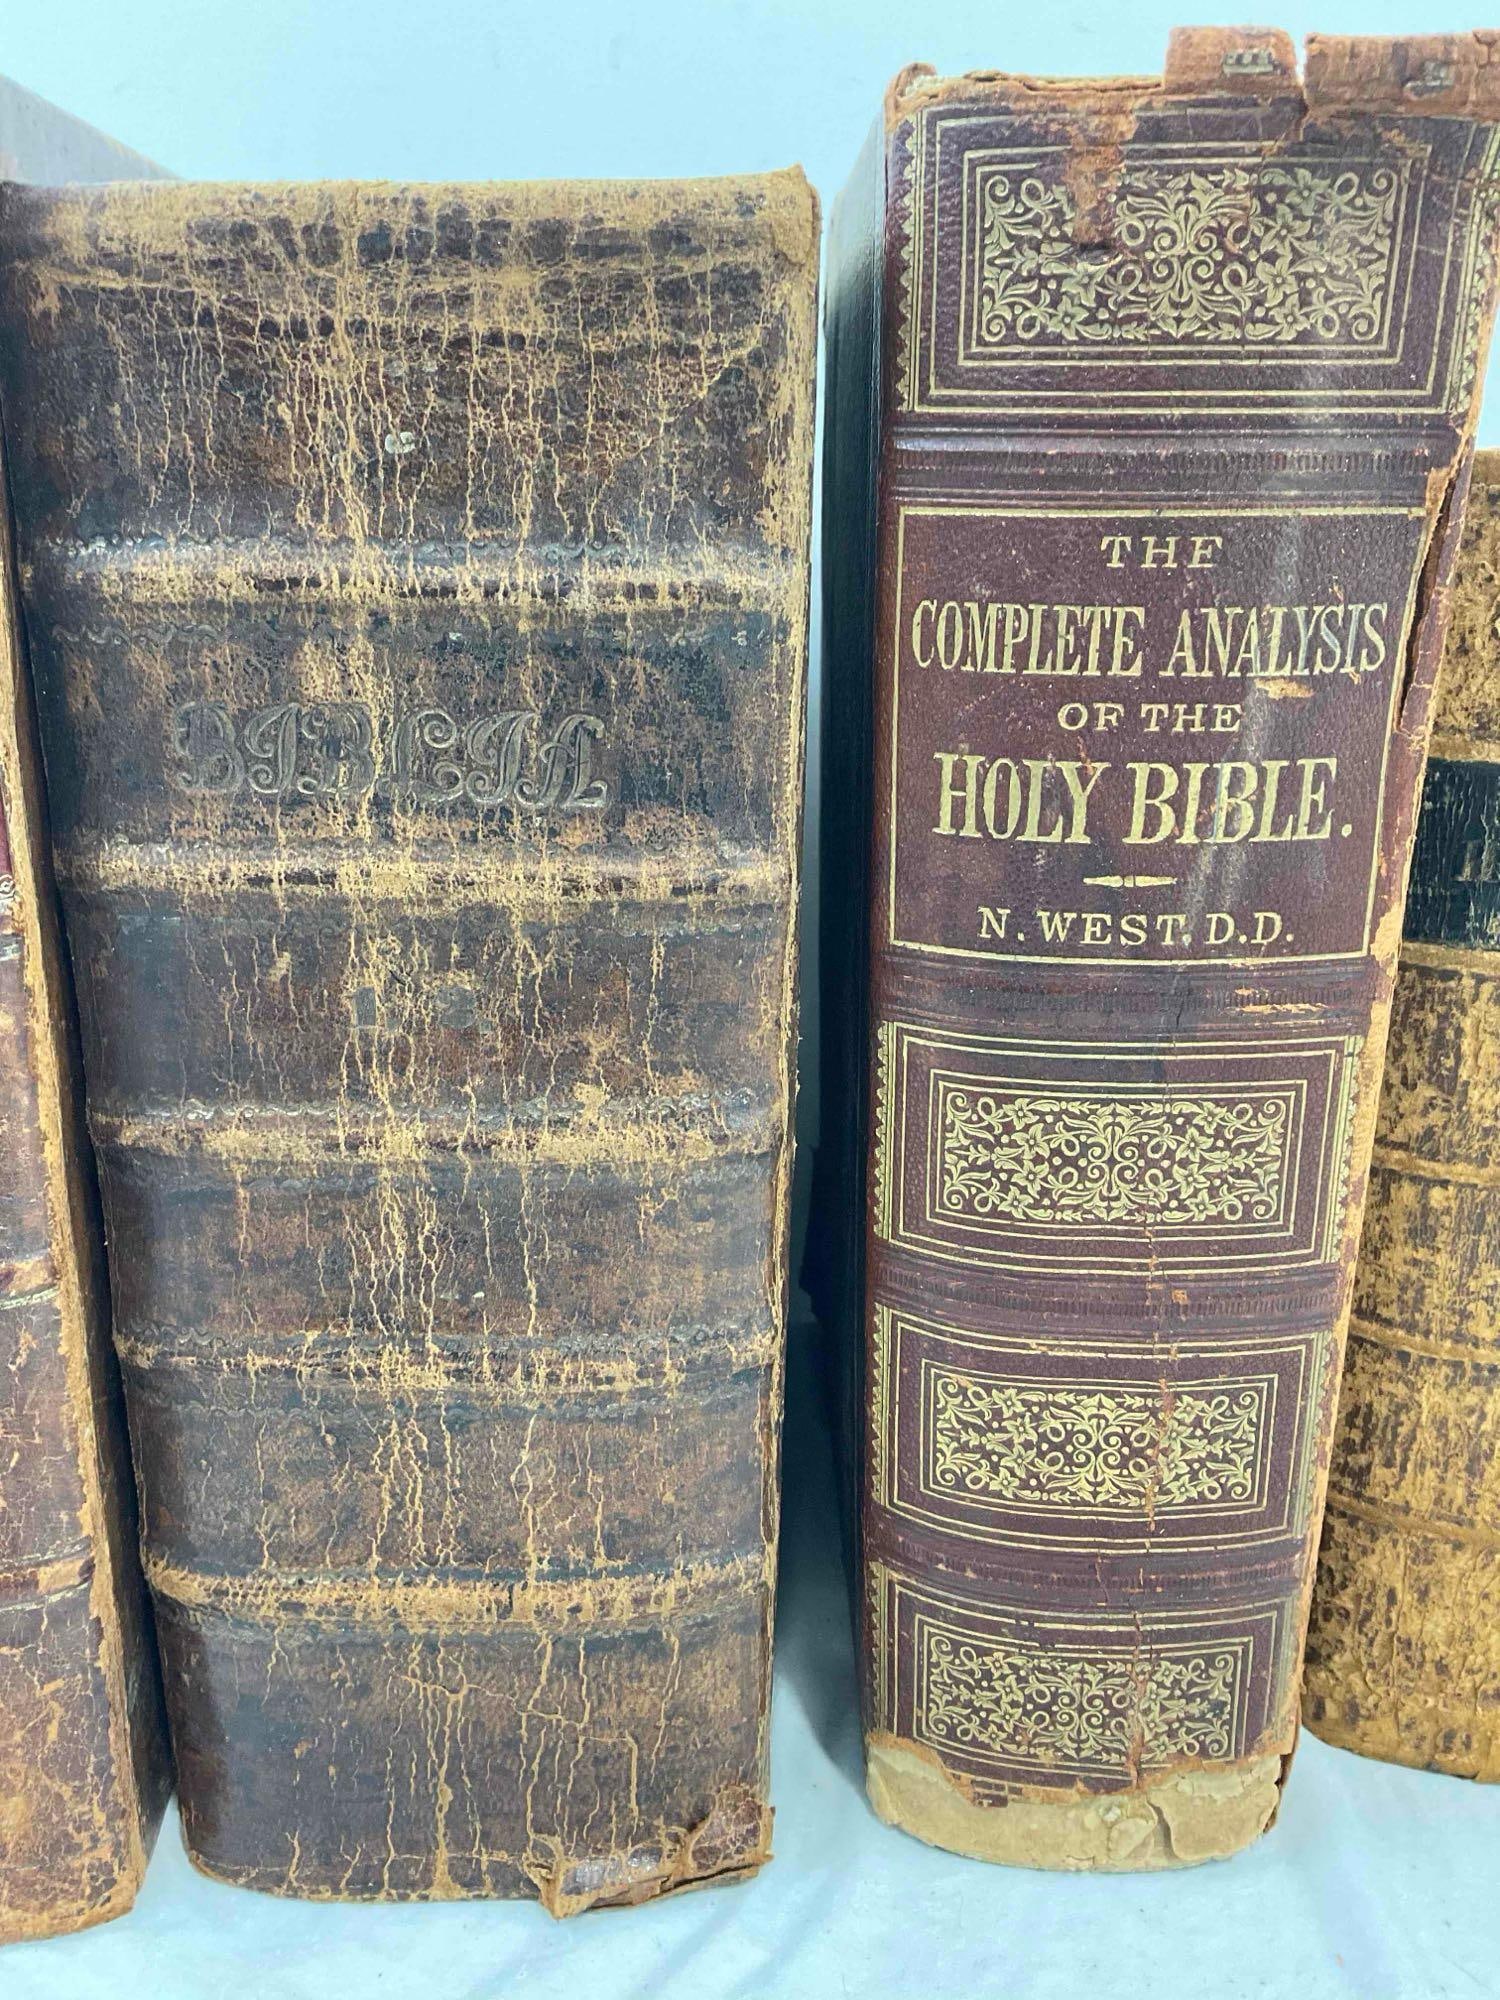 BIBLIA
THE
COMPLETE ANALYSIS
OF THE
HOLY BIBLE.
N. WEST, D.D.